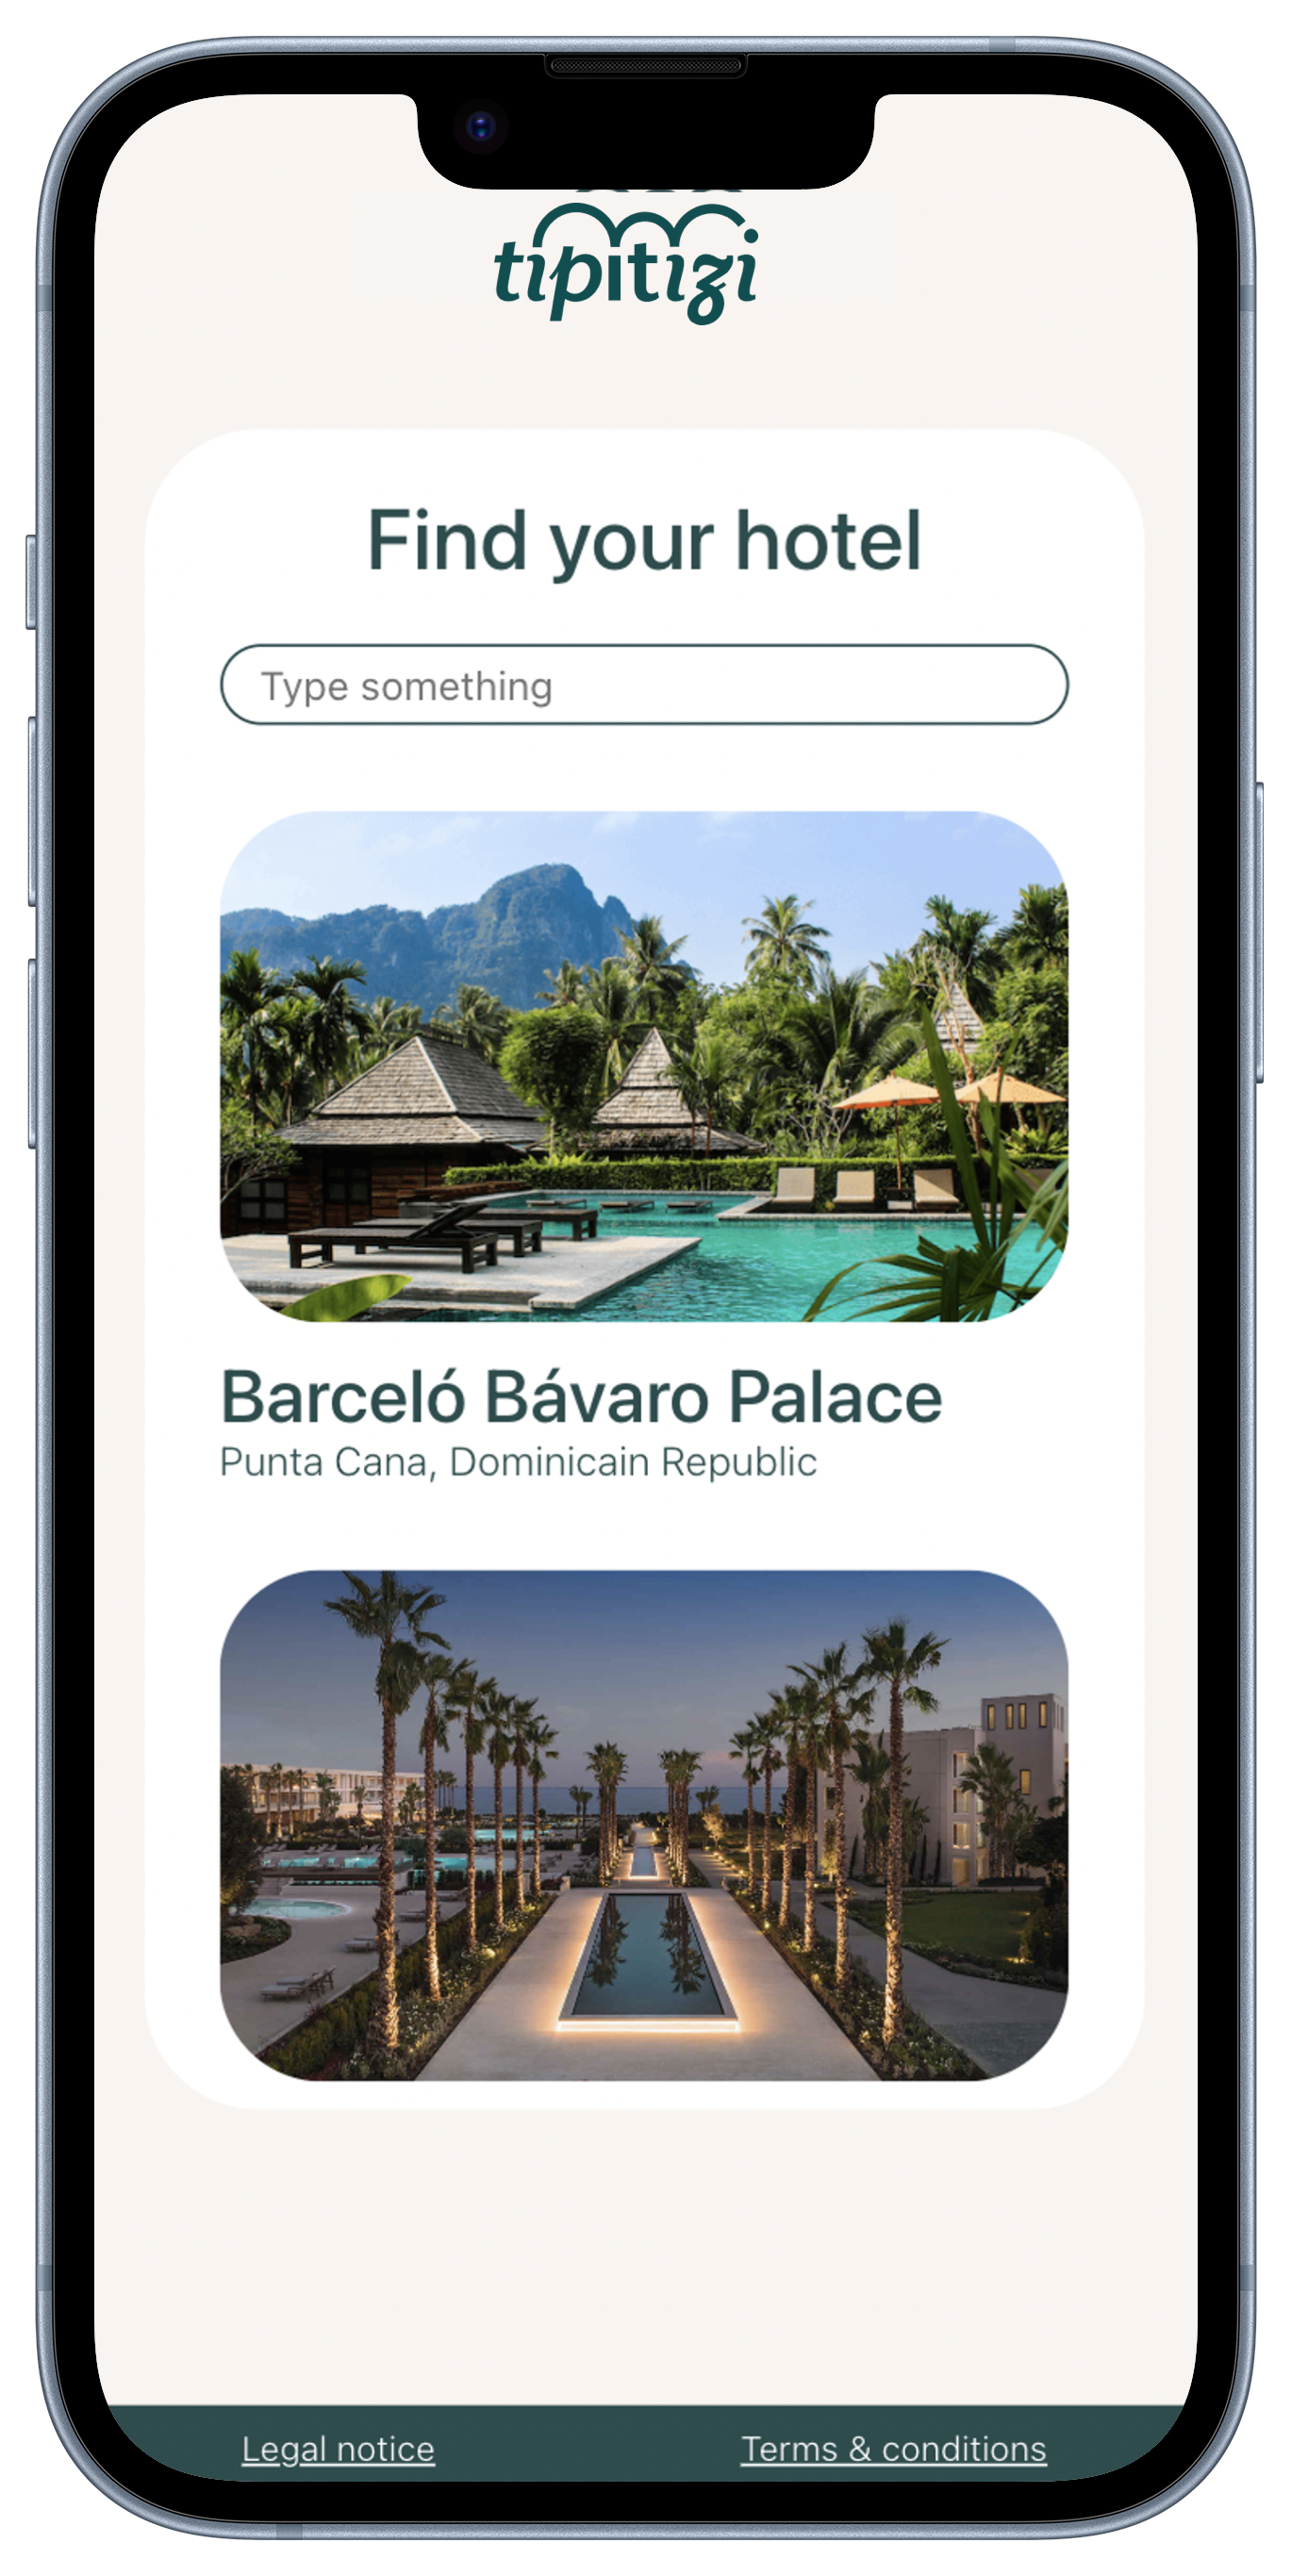 tipitizi
Find your hotel
Type something
Barceló Bávaro Palace
Punta Cana, Dominicain Republic
Legal notice
Terms & conditions